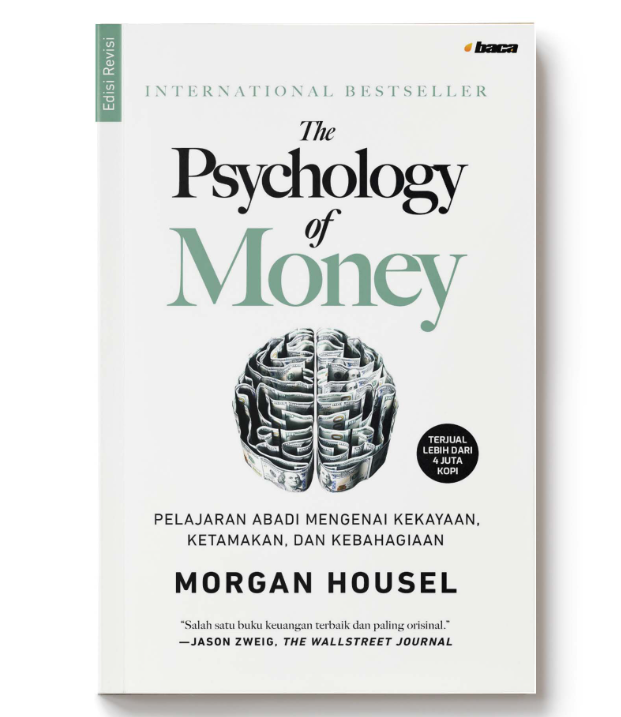 Edisi Revisi
baca
INTERNATIONAL BESTSELLER
The
Psychology
of
Money
TERJUAL
LEBIH DARI
4 JUTA
KOPI
PELAJARAN ABADI MENGENAI KEKAYAAN,
KETAMAKAN, DAN KEBAHAGIAAN
MORGAN HOUSEL
“Salah satu buku keuangan terbaik dan paling orisinal.”
—JASON ZWEIG, THE WALLSTREET JOURNAL